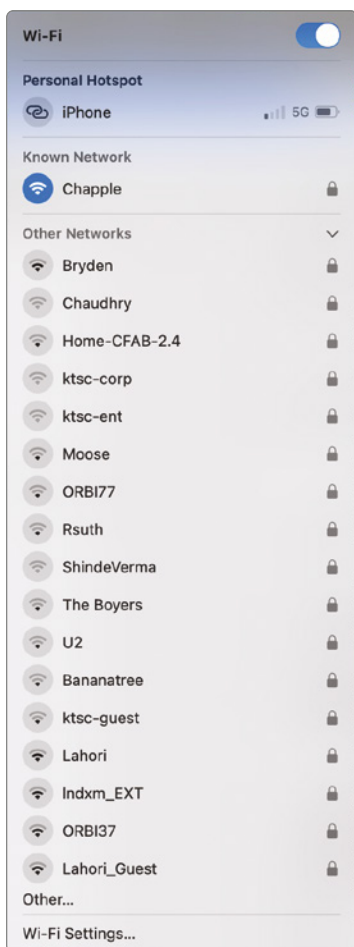 Wi-Fi
Personal Hotspot
iPhone 5G
Known Network
Chapple
Other Networks
Bryden
Chaudhry
Home-CFAB-2.4
ktsc-corp
ktsc-ent
Moose
ORBI77
Rsuth
ShindeVerma
The Boyers
U2
Bananatree
ktsc-guest
Lahori
Indxm_EXT
ORBI37
Lahori_Guest
Other...
Wi-Fi Settings...